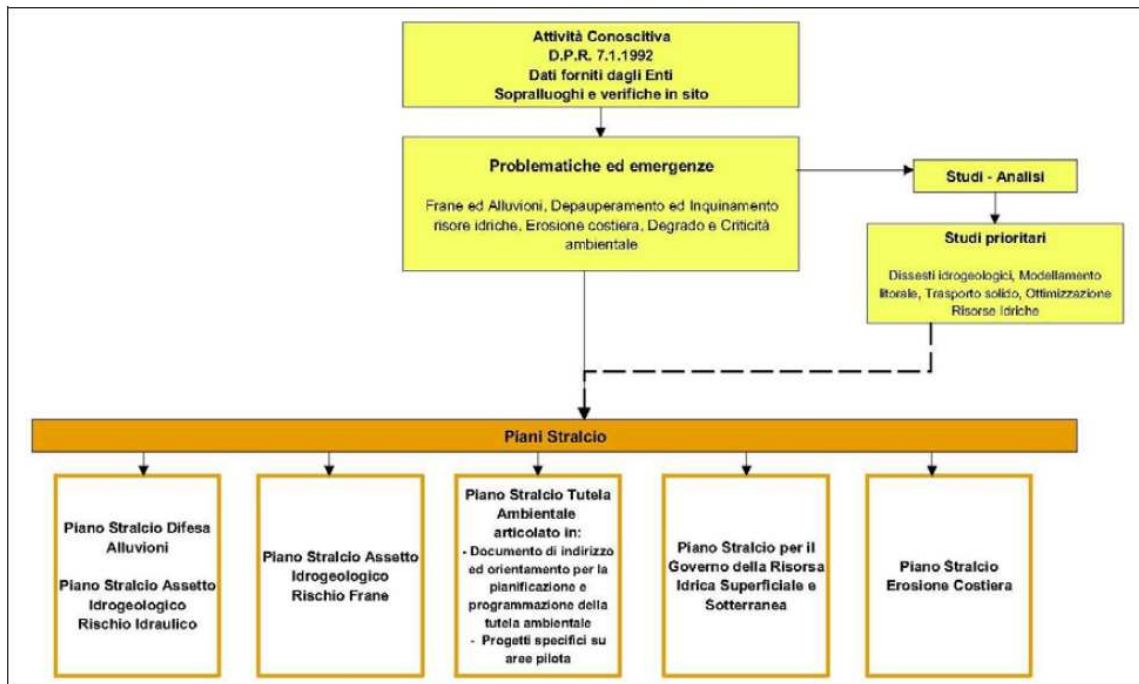 Attività Conoscitiva
D.P.R. 7.1.1992
Dati forniti dagli Enti
Sopralluoghi e verifiche in sito
Problematiche ed emergenze
Frane ed Alluvioni, Depauperamento ed Inquinamento
risore idriche, Erosione costiera, Degrado e Criticità
ambientale
Studi - Analisi
Studi prioritari
Dissesti idrogeologici, Modellamento
litorale, Trasporto solido, Ottimizzazione
Risorse Idriche
Piani Stralcio
Piano Stralcio Difesa
Alluvioni
Piano Stralcio Assetto
Idrogeologico
Rischio Idraulico
Piano Stralcio Assetto
Idrogeologico
Rischio Frane
Piano Stralcio Tutela
Ambientale
articolato in:
- Documento di indirizzo
ed orientamento per la
pianificazione e
programmazione della
tutela ambientale
- Progetti specifici su
aree pilota
Piano Stralcio per il
Governo della Risorsa
Idrica Superficiale e
Sotterranea
Piano Stralcio
Erosione Costiera